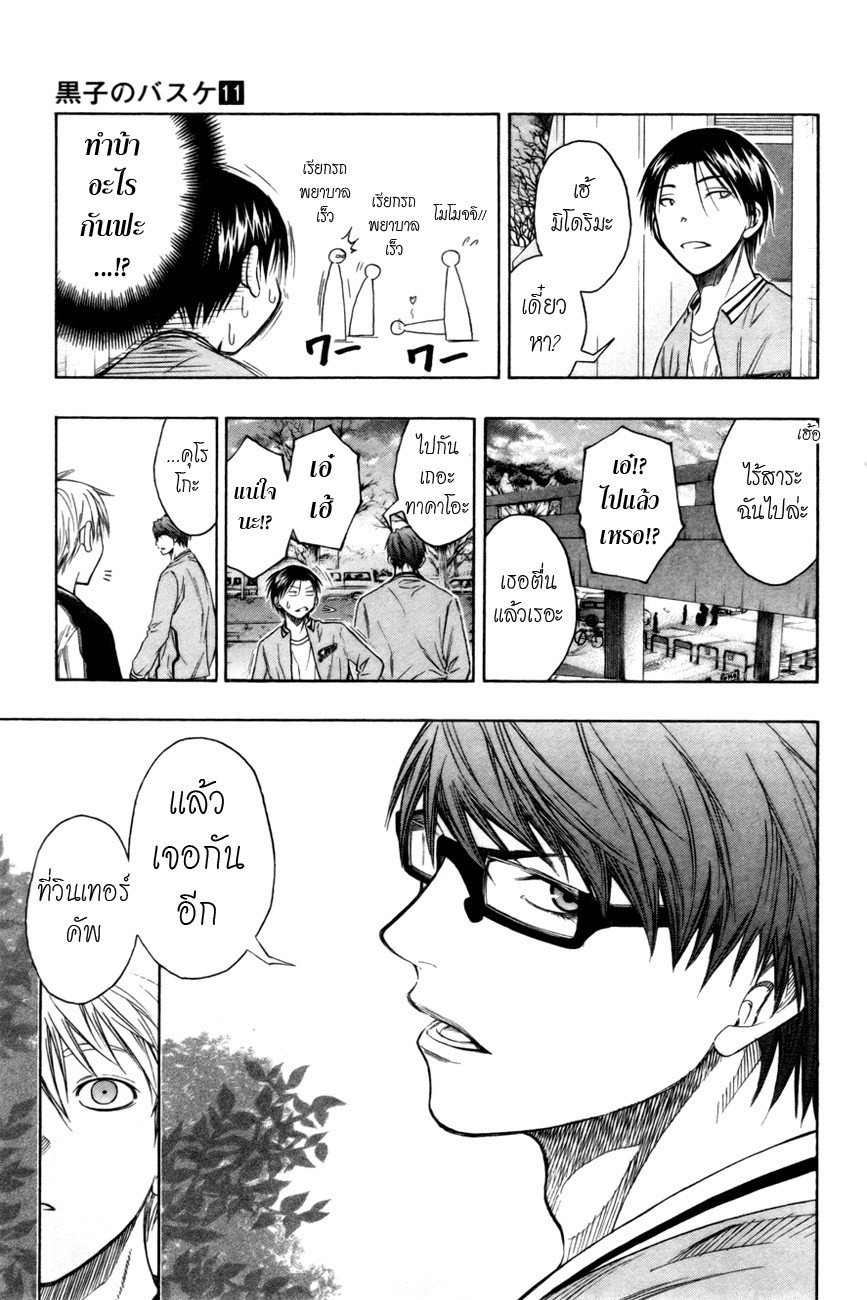 黒子のバスケ11
เฮ้
มิโดริมะ
เดี๋ยว
หา?
โมโมจจิ//
เรียกรถ
พยาบาล
เร็ว
เรียกรถ
พยาบาล
เร็ว
ワー
ワー
ทำบ้า
อะไร
กันฟะ
...!?
เฮ้อ
ไร้สาระ
ฉันไปล่ะ
เอ๋!?
ไปแล้ว
เหรอ!?
เธอตื่น
แล้วเรอะ
ไปกัน
เถอะ
ทาคาโอะ
เอ๋
เฮ้
แน่ใจ
นะ!?
...คุโร
โกะ
แล้ว
เจอกัน
อีก
ที่วินเทอร์
คัพ